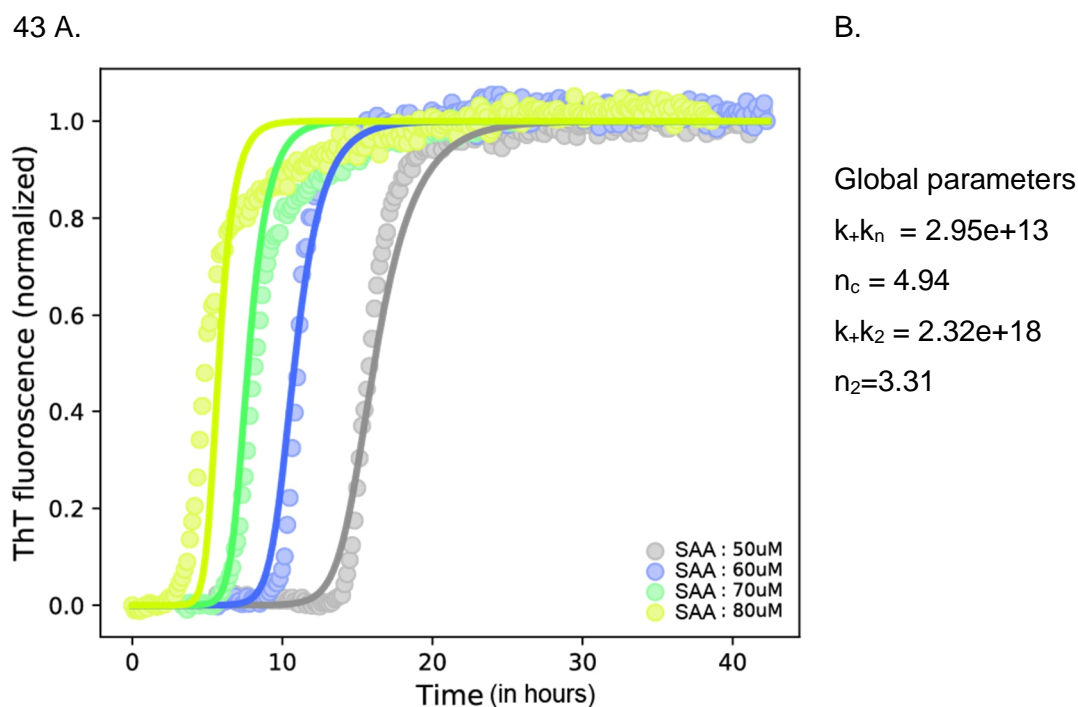 43 A.
B.
ThT fluoroscence (normalized)
1.0
0.8
0.6
0.4
0.2
0.0
SAA : 50uM
SAA : 60uM
SAA : 70uM
SAA : 80uM
0 10 20 30 40
Time (in hours)
Global parameters
k₊kₙ = 2.95e+13
n꜀ = 4.94
k₊k₂ = 2.32e+18
n₂=3.31